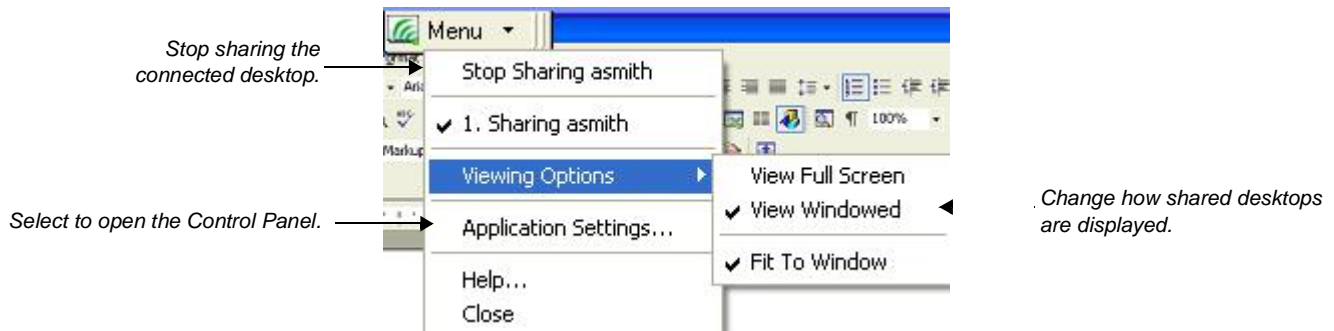 Menu
Stop sharing the
connected desktop.
Stop Sharing asmith
1. Sharing asmith
100%
Markup
Viewing Options
View Full Screen
View Windowed
Change how shared desktops
are displayed.
Select to open the Control Panel.
Application Settings...
Fit To Window
Help...
Close